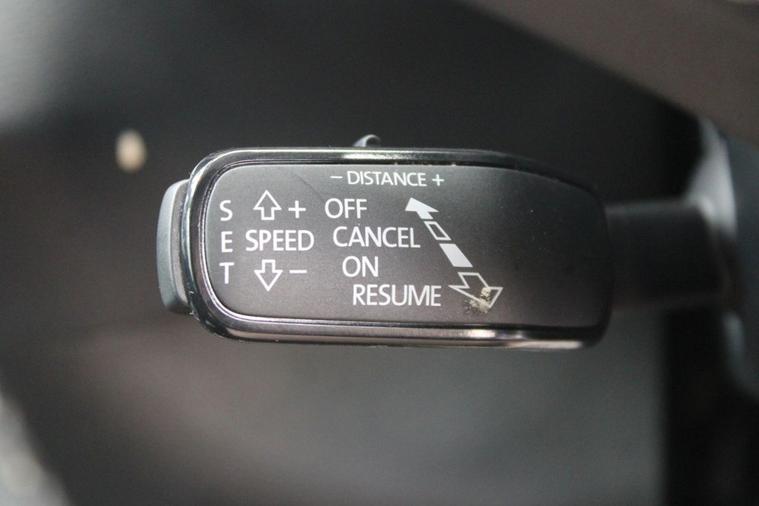 − DISTANCE +
S + OFF
E SPEED CANCEL
T − ON
RESUME